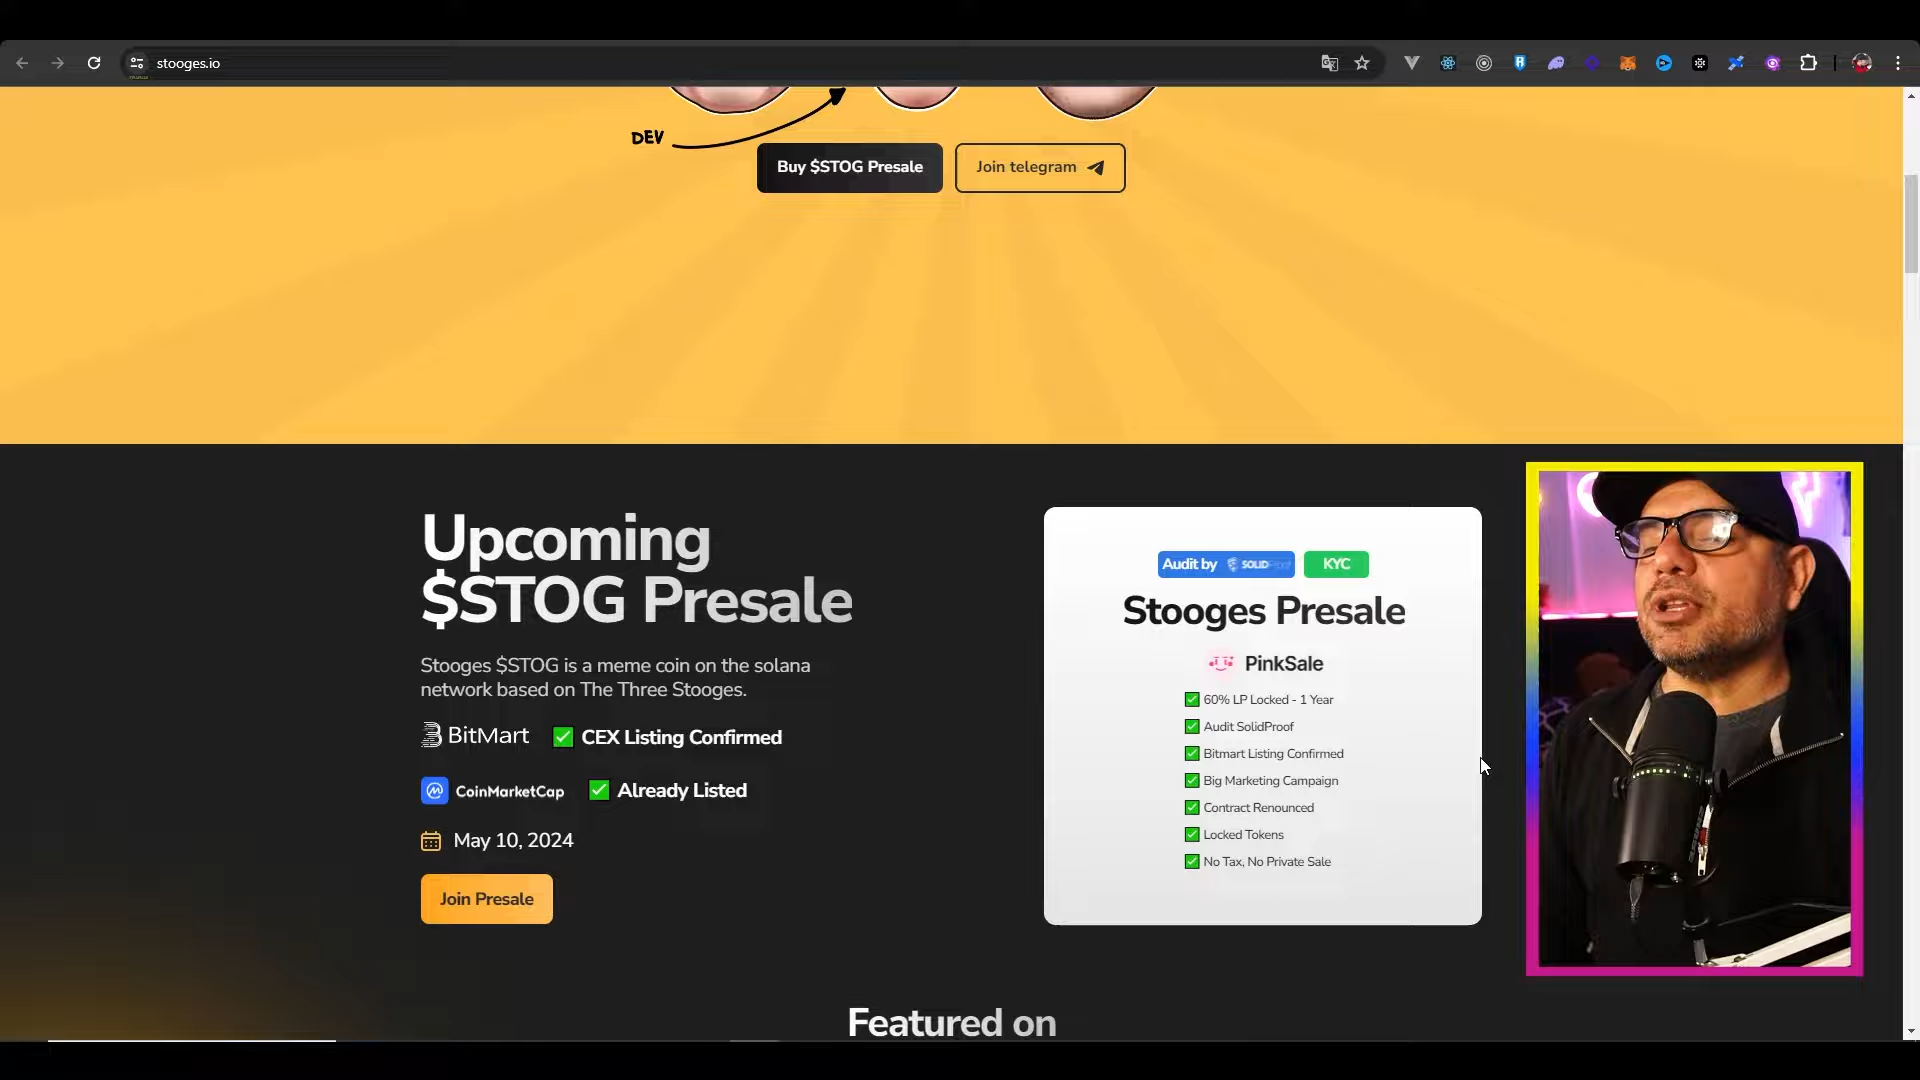 stooges.io
DEV
Buy $STOG Presale
Join telegram
Upcoming
$STOG Presale
Stooges $STOG is a meme coin on the solana
network based on The Three Stooges.
BitMart
CEX Listing Confirmed
CoinMarketCap
Already Listed
May 10, 2024
Join Presale
Audit by SOLIDProof
KYC
Stooges Presale
PinkSale
60% LP Locked - 1 Year
Audit SolidProof
Bitmart Listing Confirmed
Big Marketing Campaign
Contract Renounced
Locked Tokens
No Tax, No Private Sale
Featured on